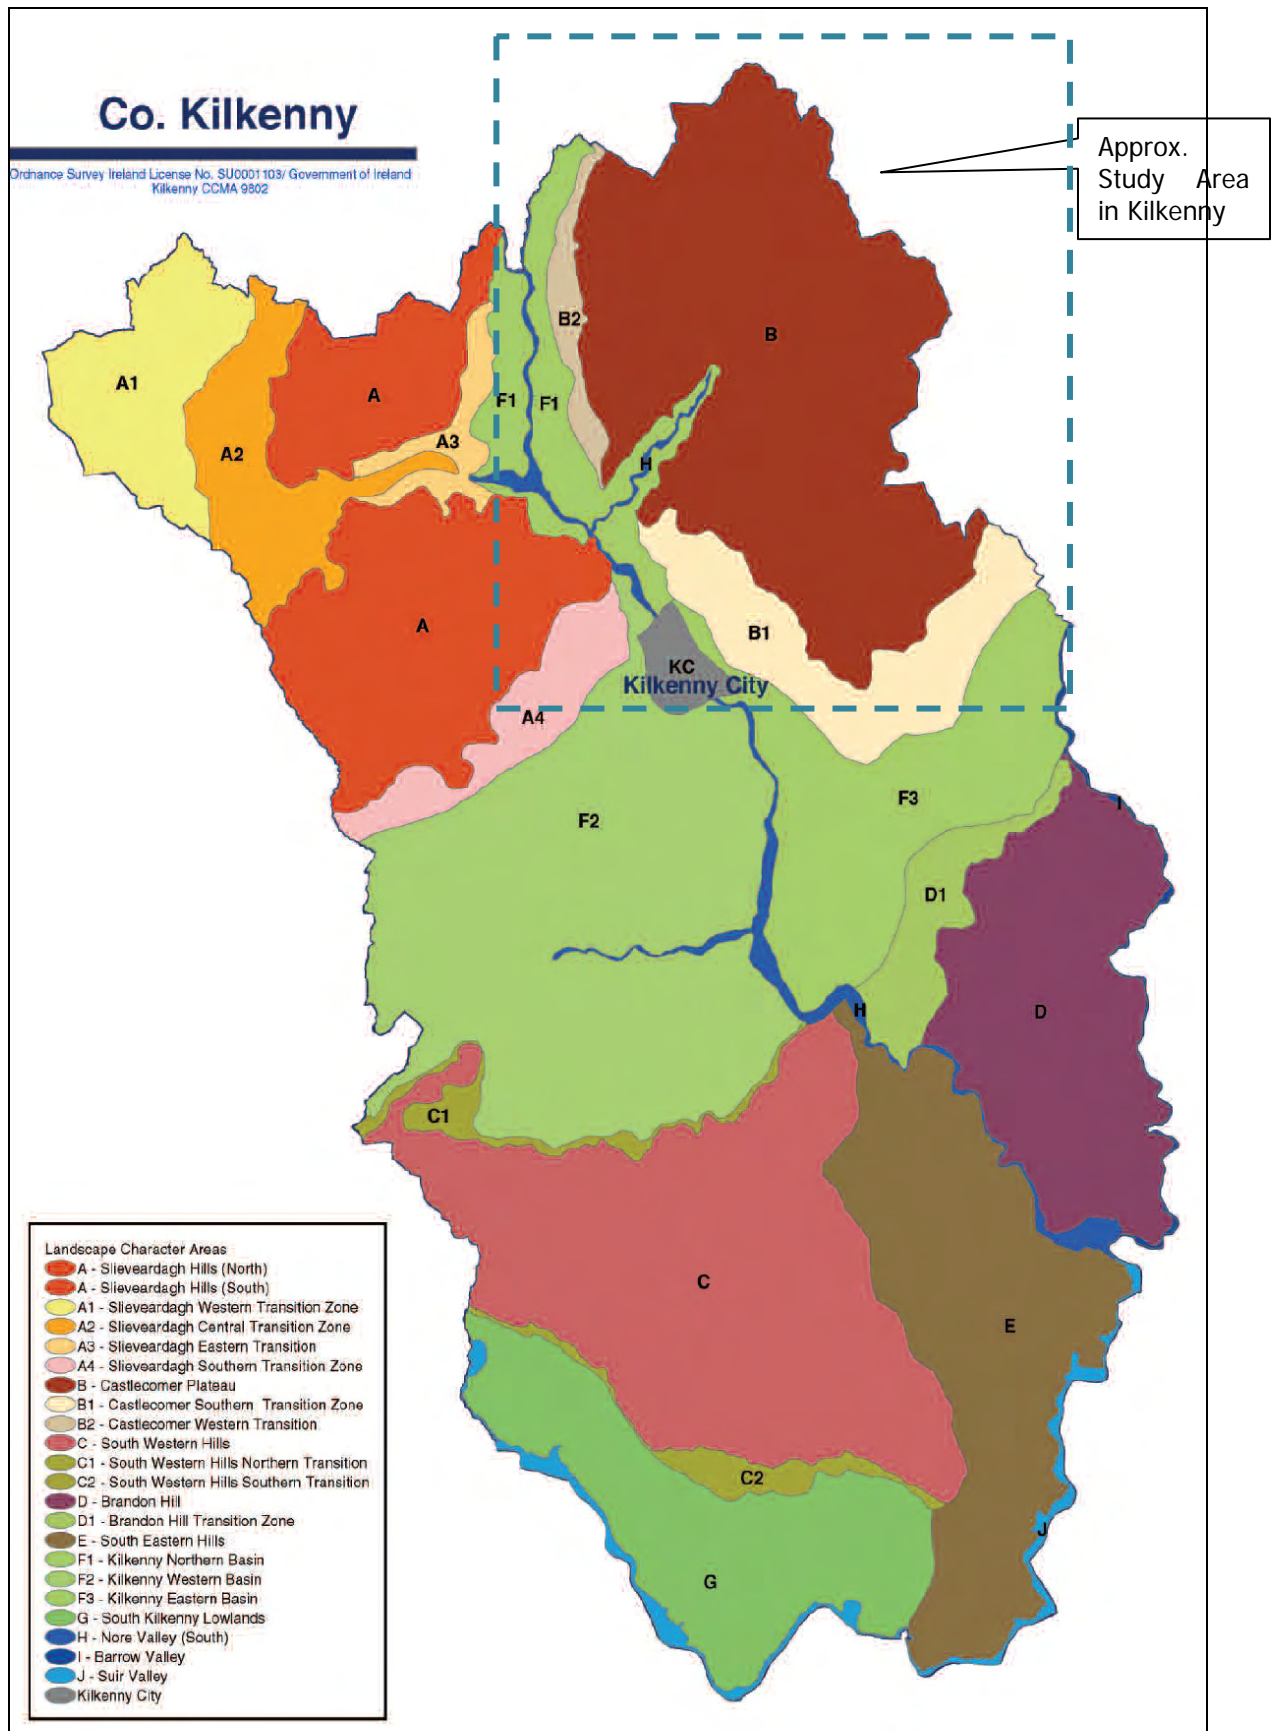 Co. Kilkenny
Ordnance Survey Ireland License No. SU0001103/ Government of Ireland
Kilkenny CCMA 9802
Approx.
Study Area
in Kilkenny
A1
A2
A
A3
F1
F1
B2
B
H
A
B1
KC
Kilkenny City
A4
F2
F3
I
D1
H
D
C1
C
E
C2
J
G
Landscape Character Areas
A - Slieveardagh Hills (North)
A - Slieveardagh Hills (South)
A1 - Slieveardagh Western Transition Zone
A2 - Slieveardagh Central Transition Zone
A3 - Slieveardagh Eastern Transition
A4 - Slieveardagh Southern Transition Zone
B - Castlecomer Plateau
B1 - Castlecomer Southern Transition Zone
B2 - Castlecomer Western Transition
C - South Western Hills
C1 - South Western Hills Northern Transition
C2 - South Western Hills Southern Transition
D - Brandon Hill
D1 - Brandon Hill Transition Zone
E - South Eastern Hills
F1 - Kilkenny Northern Basin
F2 - Kilkenny Western Basin
F3 - Kilkenny Eastern Basin
G - South Kilkenny Lowlands
H - Nore Valley (South)
I - Barrow Valley
J - Suir Valley
Kilkenny City